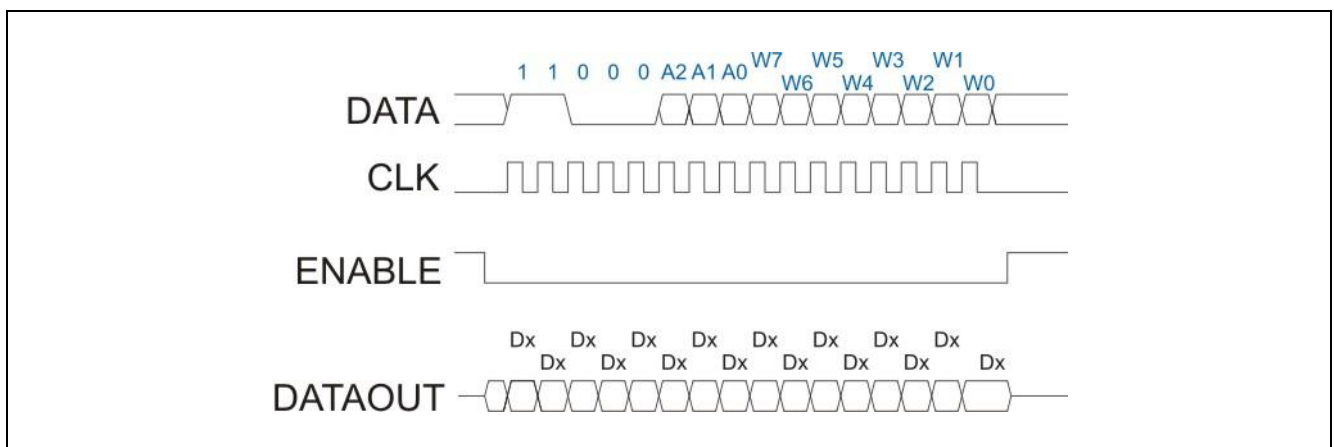 1 1 0 0 0 A2 A1 A0 W7 W5 W3 W1
W6 W4 W2 W0
DATA
CLK
ENABLE
Dx Dx Dx Dx Dx Dx Dx Dx
Dx Dx Dx Dx Dx Dx Dx Dx
DATAOUT